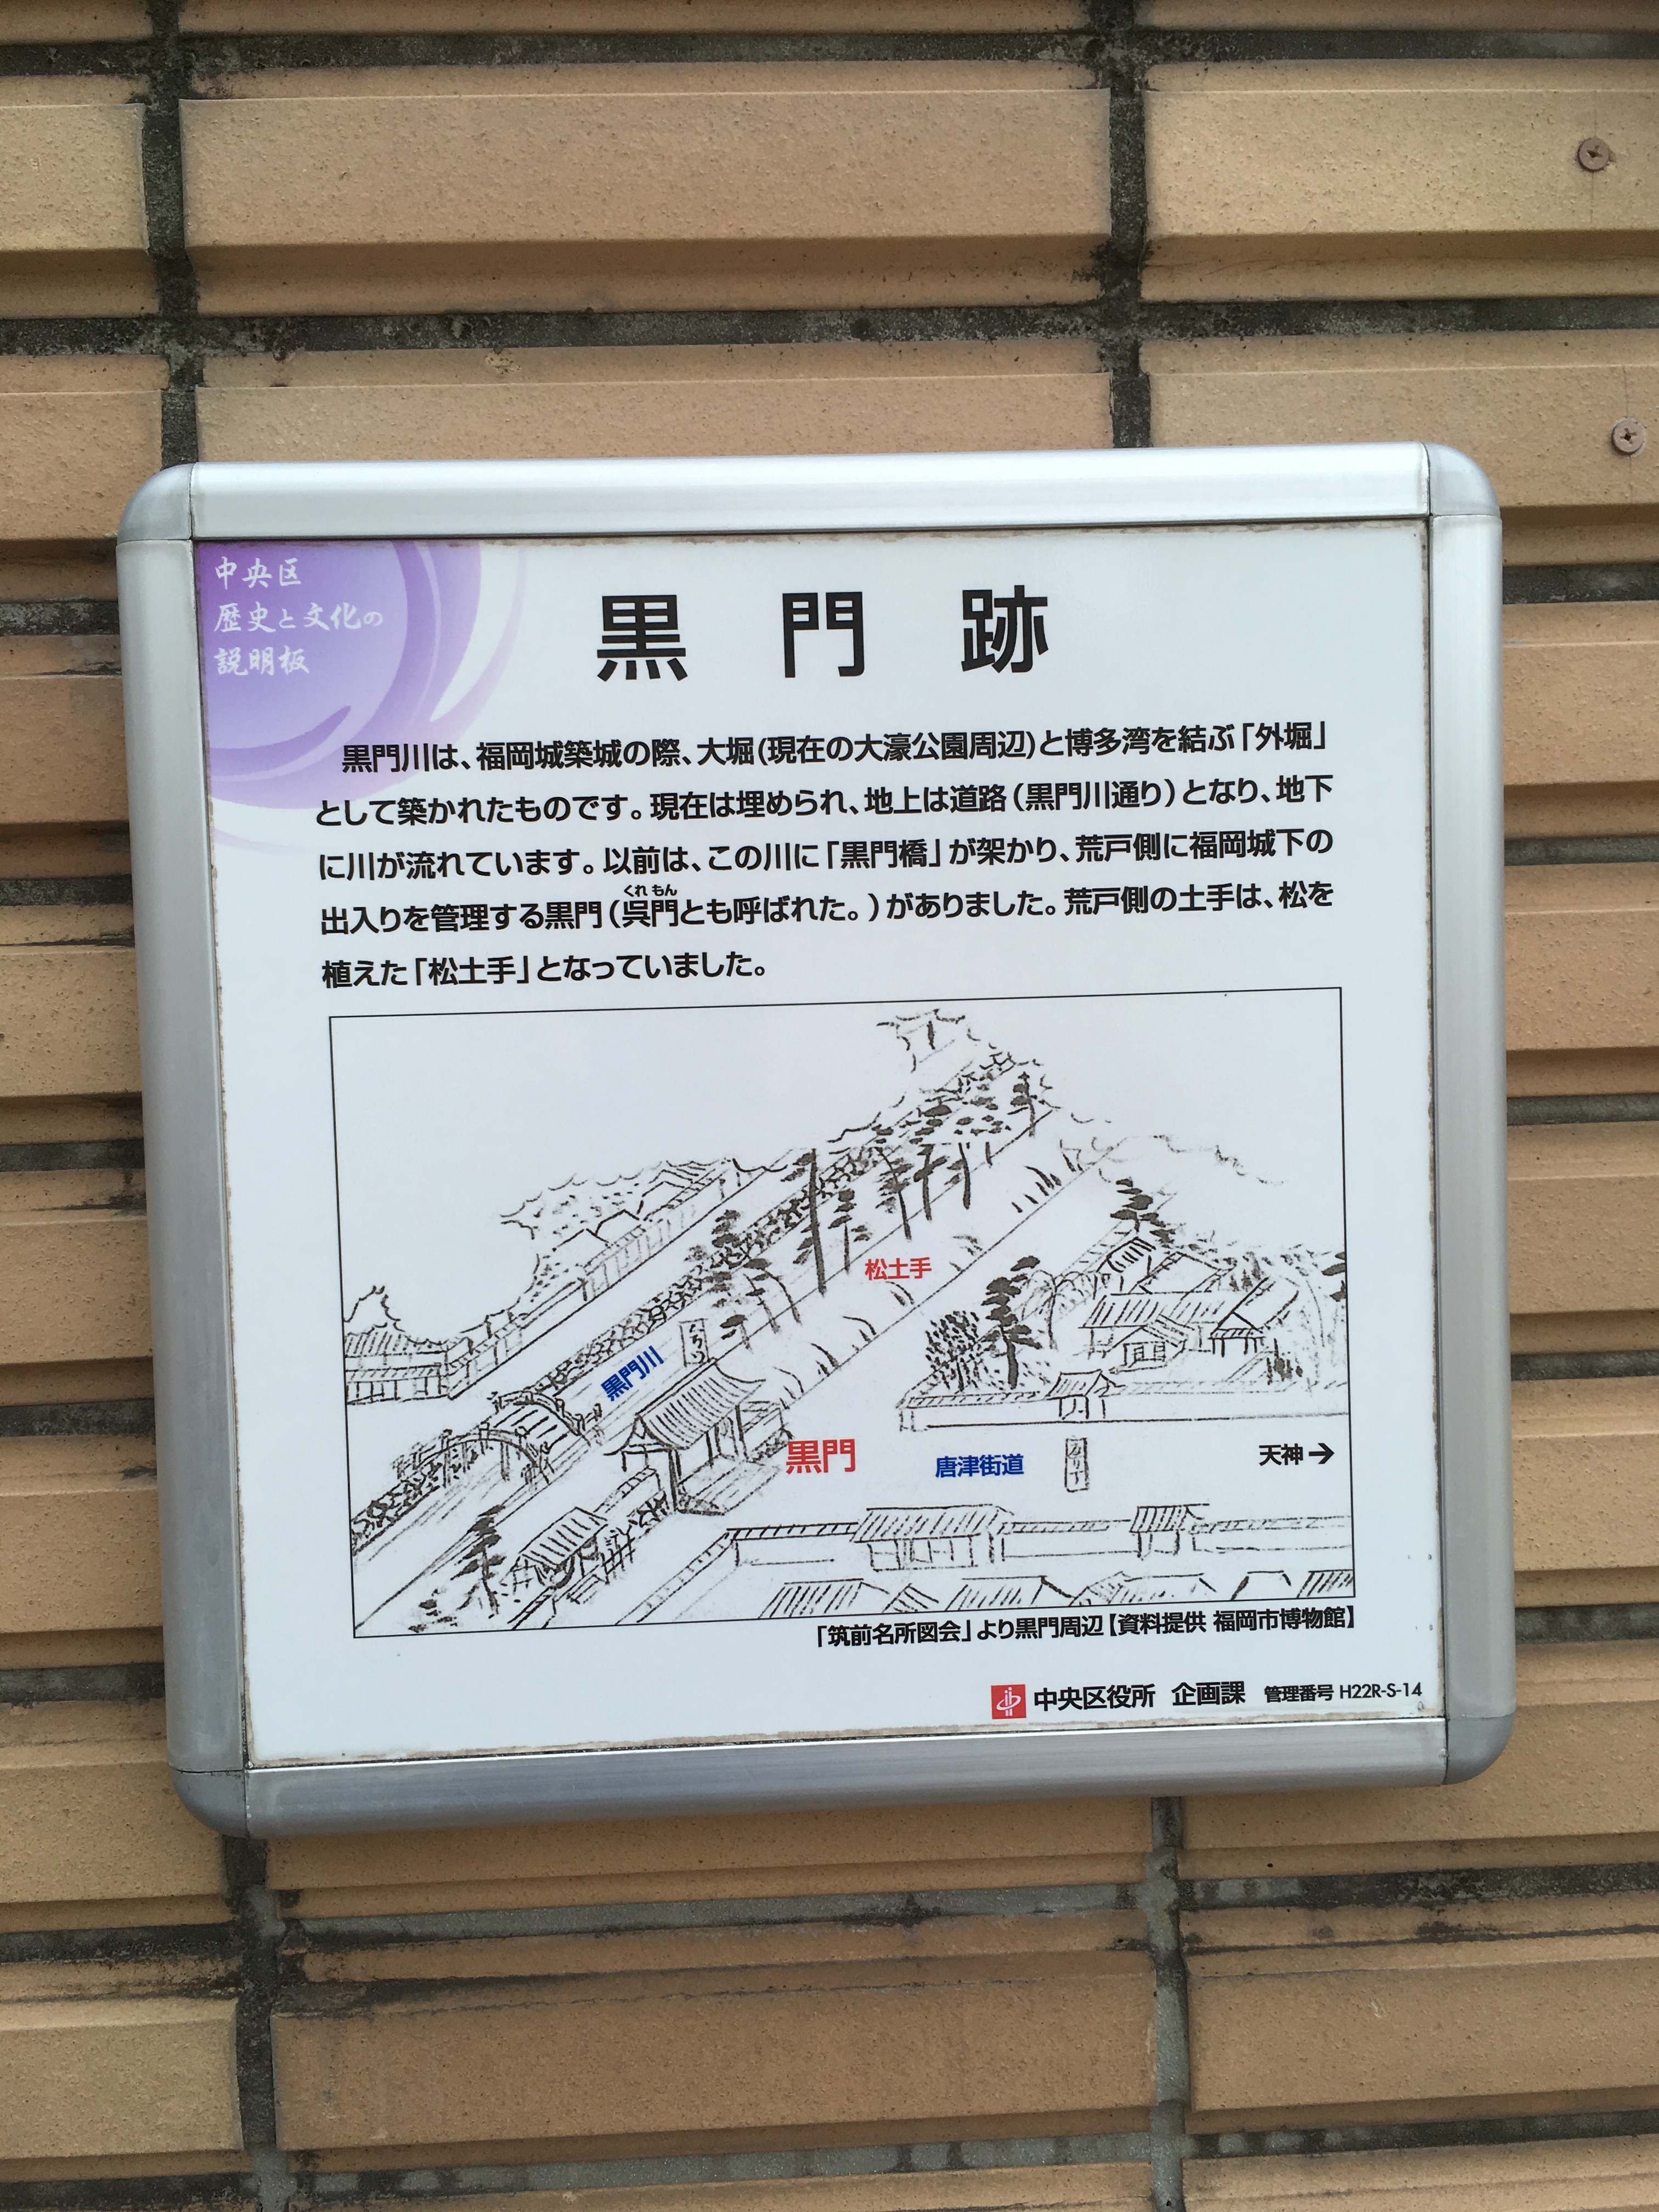 中央区
歴史と文化の
説明板
黒門跡
黒門川は、福岡城築城の際、大堀(現在の大濠公園周辺)と博多湾を結ぶ「外堀」
として築かれたものです。現在は埋められ、地上は道路(黒門川通り)となり、地下
に川が流れています。以前は、この川に「黒門橋」が架かり、荒戸側に福岡城下の
くれもん
出入りを管理する黒門(呉門とも呼ばれた。)がありました。荒戸側の土手は、松を
植えた「松土手」となっていました。
松土手
黒門川
黒門
唐津街道
天神→
「筑前名所図会」より黒門周辺【資料提供 福岡市博物館】
中央区役所 企画課 管理番号 H22R-S-14